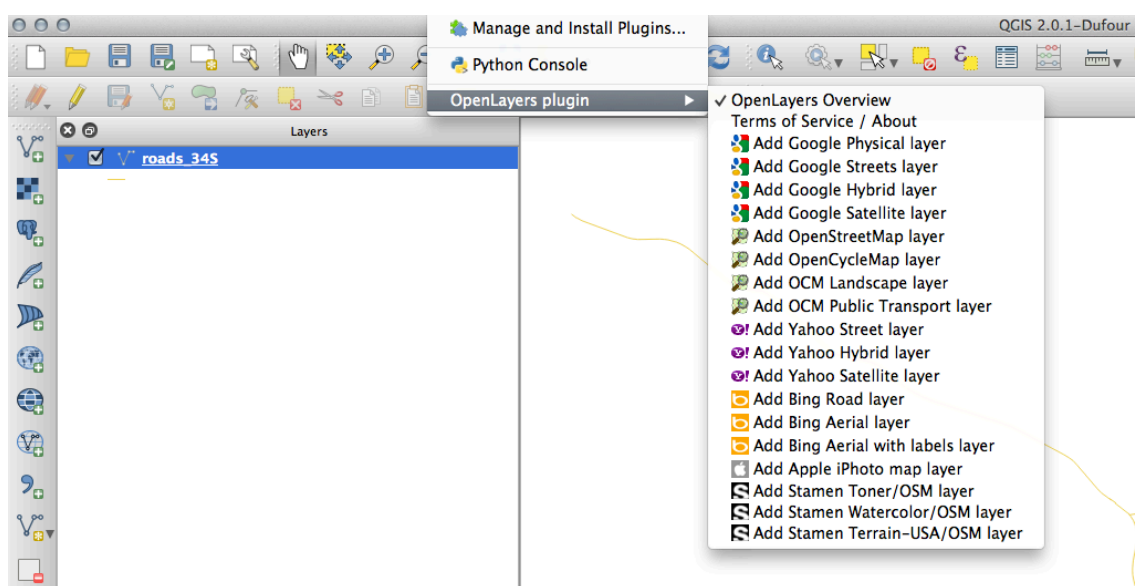 QGIS 2.0.1-Dufour
Manage and Install Plugins...
Python Console
OpenLayers plugin
Layers
roads_34S
OpenLayers Overview
Terms of Service / About
Add Google Physical layer
Add Google Streets layer
Add Google Hybrid layer
Add Google Satellite layer
Add OpenStreetMap layer
Add OpenCycleMap layer
Add OCM Landscape layer
Add OCM Public Transport layer
Add Yahoo Street layer
Add Yahoo Hybrid layer
Add Yahoo Satellite layer
Add Bing Road layer
Add Bing Aerial layer
Add Bing Aerial with labels layer
Add Apple iPhoto map layer
Add Stamen Toner/OSM layer
Add Stamen Watercolor/OSM layer
Add Stamen Terrain-USA/OSM layer